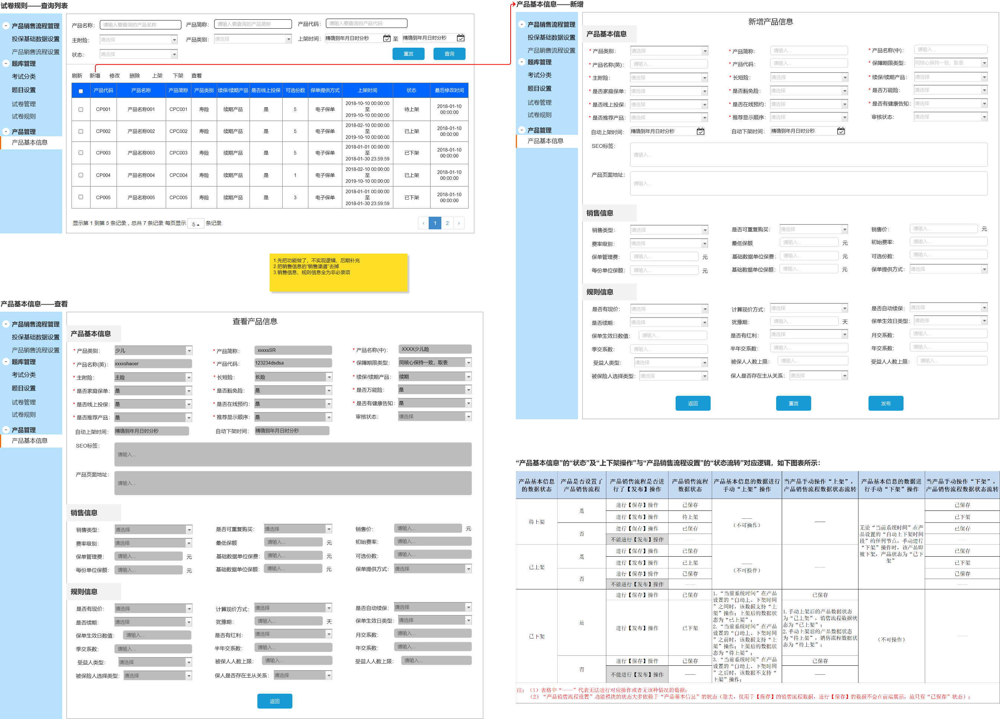 试卷规则——查询列表
- 产品销售流程管理
投保基础数据设置
产品销售流程设置
- 题库管理
考试分类
题目设置
试卷管理
试卷规则
- 产品管理
产品基本信息
产品名称： 请输入要查询的产品名称 产品简称： 请输入要查询的产品简称 产品代码： 请输入要查询的产品代码
主附险： 请选择 产品类别： 请选择 上架时间： 精确到年月日时分秒 至 精确到年月日时分秒
状态： 请选择 重置 查询
刷新 新增 修改 删除 上架 下架 查看
产品代码 产品名称 产品简称 产品类别 续保/续期产品 是否线上投保 可选份数 保单提供方式 上架时间 状态 最后修改时间
CP001 产品名称001 CPC001 寿险 续期产品 是 5 电子保单 2018-10-10 00:00:00 至 2019-10-10 00:00:00 待上架 2018-01-10 00:00:00
CP002 产品名称002 CPC002 寿险 续期产品 是 5 电子保单 2018-02-10 00:00:00 至 2019-10-10 00:00:00 已上架 2018-01-10 00:00:00
CP003 产品名称003 CPC003 寿险 续期产品 是 5 电子保单 2018-01-01 00:00:00 至 2018-01-30 23:59:59 已下架 2018-01-10 00:00:00
CP004 产品名称004 CPC004 寿险 续期产品 是 1 电子保单 2018-02-10 00:00:00 至 2019-10-10 00:00:00 已上架 2018-01-10 00:00:00
CP005 产品名称005 CPC005 寿险 续期产品 是 3 电子保单 2018-01-01 00:00:00 至 2018-01-30 23:59:59 已下架 2018-01-10 00:00:00
显示第 1 到第 5 条记录，总共 7 条记录 每页显示 5 条记录 ‹ 1 2 ›
1.先把功能做了，不实现逻辑，后期补充
2.把销售信息的“销售渠道”去掉
3.销售信息、规则信息全为非必录项
产品基本信息——新增
- 产品销售流程管理
投保基础数据设置
产品销售流程设置
- 题库管理
考试分类
题目设置
试卷管理
试卷规则
- 产品管理
产品基本信息
新增产品信息
产品基本信息
* 产品类别： 请选择 * 产品简称： 请输入... * 产品名称(中)： 请输入...
* 产品名称(英)： 请输入... * 产品代码： 请输入... * 保障期限类型： 同核心保持一致，取表
* 主附险： 请选择 * 长短险： 请选择 * 续保/续期产品： 请选择
* 是否家庭保单： 请选择 * 是否豁免险： 请选择 * 是否万能险： 请选择
* 是否线上投保： 请选择 * 是否在线预约： 请选择 * 是否有健康告知： 请选择
* 是否推荐产品： 请选择 * 推荐显示顺序： 请选择 审核状态： 请选择
自动上架时间： 精确到年月日时分秒 自动下架时间： 精确到年月日时分秒
SEO标签： 请输入...
产品页面地址： 请输入...
销售信息
销售类型： 请选择 是否可重复购买： 请选择 销售价： 请输入... 元
费率级别： 请选择 最低保额 请输入... 元 初始费率： 请输入...
保单管理费： 请输入... 元 基础数据单位保费： 请输入... 元 可选份数： 请输入...
每份单位保额： 请输入... 元 基础数据单位保额： 请输入... 元 保单提供方式： 请选择
规则信息
是否有现价： 请选择 计算现价方式： 请选择 是否自动续保： 请选择
是否续期： 请选择 犹豫期： 请输入... 天 保单生效日类型： 请选择
保单生效日数值： 请输入... 是否有红利： 请选择 月交系数： 请输入...
季交系数： 请输入... 半年交系数： 请输入... 年交系数： 请输入...
受益人类型： 请选择 被保人人数上限： 请输入... 受益人人数上限： 请输入...
被保险人选择类型： 请选择 保人是否存在主从关系： 请选择
返回 重置 发布
产品基本信息——查看
- 产品销售流程管理
投保基础数据设置
产品销售流程设置
- 题库管理
考试分类
题目设置
试卷管理
试卷规则
- 产品管理
产品基本信息
查看产品信息
产品基本信息
* 产品类别： 少儿 * 产品简称： xxxxsSR * 产品名称(中)： XXXX少儿险
* 产品名称(英)： xxxxshaoer * 产品代码： 123234dsdsa * 保障期限类型： 同核心保持一致，取表
* 主附险： 主险 * 长短险： 长险 * 续保/续期产品： 续期
* 是否家庭保单： 是 * 是否豁免险： 是 * 是否万能险： 是
* 是否线上投保： 是 * 是否在线预约： 是 * 是否有健康告知： 是
* 是否推荐产品： 是 * 推荐显示顺序： 是 审核状态： 请选择
自动上架时间： 精确到年月日时分秒 自动下架时间： 精确到年月日时分秒
SEO标签： 请输入...
产品页面地址： 请输入...
销售信息
销售类型： 请选择 是否可重复购买： 请选择 销售价： 请输入... 元
费率级别： 请选择 最低保额 请输入... 元 初始费率： 请输入...
保单管理费： 请输入... 元 基础数据单位保费： 请输入... 元 可选份数： 请输入...
每份单位保额： 请输入... 元 基础数据单位保额： 请输入... 元 保单提供方式： 请选择
规则信息
是否有现价： 请选择 计算现价方式： 请选择 是否自动续保： 请选择
是否续期： 请选择 犹豫期： 请输入... 天 保单生效日类型： 请选择
保单生效日数值： 请输入... 是否有红利： 请选择 月交系数： 请输入...
季交系数： 请输入... 半年交系数： 请输入... 年交系数： 请输入...
受益人类型： 请选择 被保人人数上限： 请输入... 受益人人数上限： 请输入...
被保险人选择类型： 请选择 保人是否存在主从关系： 请选择
返回
“产品基本信息”的“状态”及“上下架操作”与“产品销售流程设置”的“状态流转”对应逻辑，如下图表所示：
产品基本信息的数据状态 产品是否设置了产品销售流程 产品销售流程是否进行了【发布】操作 产品销售流程数据状态 产品基本信息的数据进行手动“上架”操作 当产品手动操作“上架”，产品销售流程数据状态流转 产品基本信息的数据进行手动“下架”操作 当产品手动操作“下架”，产品销售流程数据状态流转
待上架 是 进行【保存】操作 已保存 —— （不可操作） —— 已保存
进行【发布】操作 待上架 已下架
否 进行【保存】操作 已保存 已保存
不能进行【发布】操作 —— ——
无论“当前系统时间”在产
品设置的“自动上下架时间
段”的任何节点，手动进行
“下架”操作时，该产品即
被下架，产品状态为“已下
架”
已上架 是 进行【保存】操作 已保存 —— （不可操作） —— 已保存
进行【发布】操作 已上架 已下架
否 进行【保存】操作 已保存 已保存
不能进行【发布】操作 —— ——
已下架 是 进行【保存】操作 已保存 已保存
进行【发布】操作 已下架
1.“当前系统时间”在产品
设置的“自动上、下架时间
”之间时，该数据支持“上
架”操作；上架后的数据状
态为“已上架”；
2.“当前系统时间”在产品
设置的“自动上、下架时间
”之前时，该数据支持“上
架”操作；上架后的数据状
态为“待上架”；
3.“当前系统时间”在产品
设置的“自动上、下架时间
”之后时，该数据不支持“
上架”操作；
1.手动上架后的产品数据状态
为“已上架”，销售流程数据状
态为“已上架”；
2.手动上架后的产品数据状态
为“待上架”，销售流程数据状
态为“待上架”；
（不可操作） ——
否 进行【保存】操作 已保存 已保存
不能进行【发布】操作 —— ——
注：（1）表格中“——”代表无法进行对应操作或者无该种情况的数据；
（2）“产品销售流程设置”功能模块的状态大多依赖于“产品基本信息”的状态（除去，仅用于【保存】的销售流程数据，进行【保存】的数据不会在前端展示，故只有“已保存”状态）；